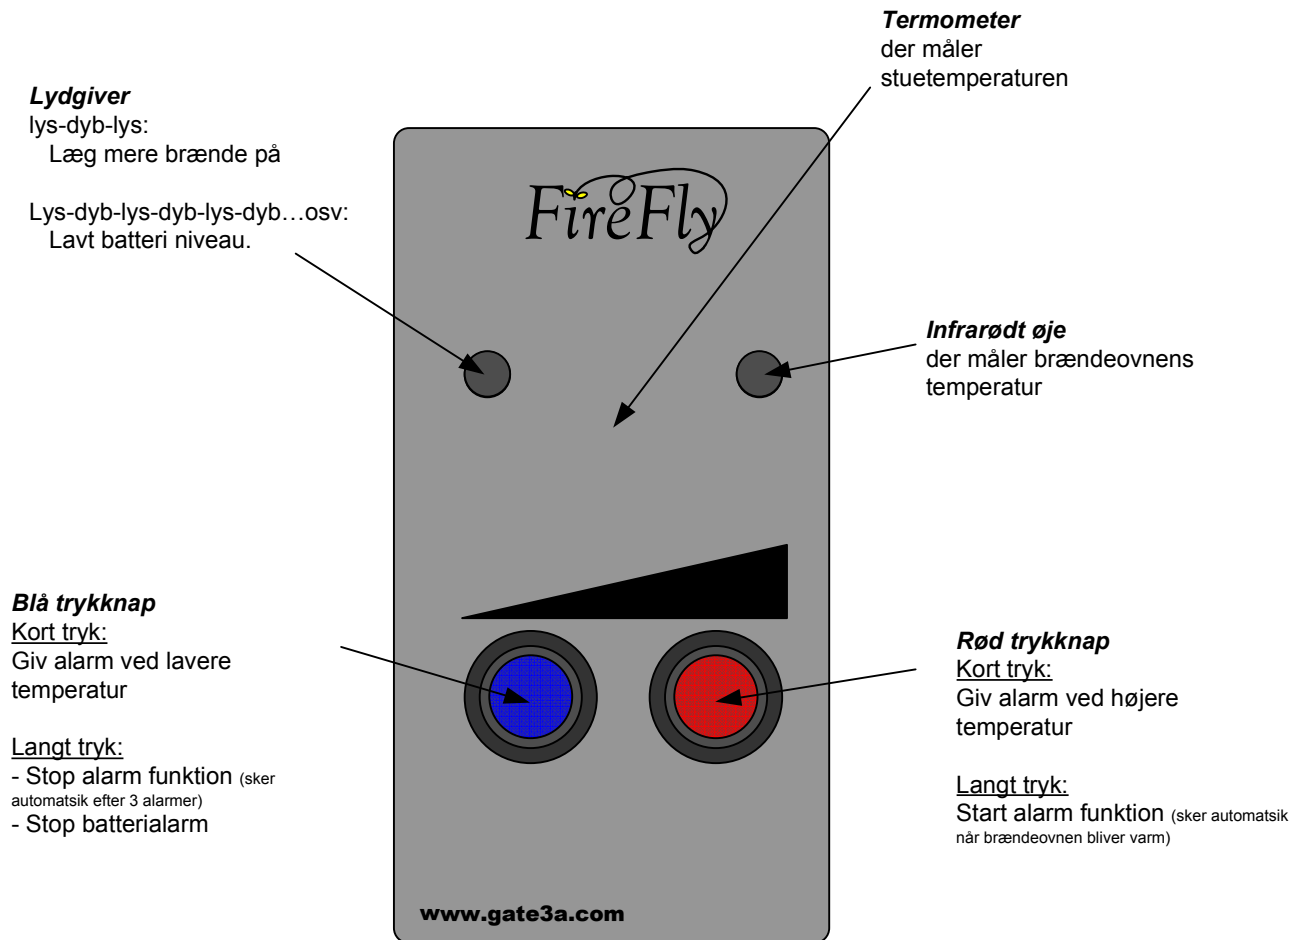 Termometer
der måler
stuetemperaturen
Lydgiver
lys-dyb-lys:
Læg mere brænde på
Lys-dyb-lys-dyb-lys-dyb…osv:
Lavt batteri niveau.
FireFly
Infrarødt øje
der måler brændeovnens
temperatur
Blå trykknap
Kort tryk:
Giv alarm ved lavere
temperatur
Langt tryk:
- Stop alarm funktion (sker
automatsik efter 3 alarmer)
- Stop batterialarm
Rød trykknap
Kort tryk:
Giv alarm ved højere
temperatur
Langt tryk:
Start alarm funktion (sker automatsik
når brændeovnen bliver varm)
www.gate3a.com